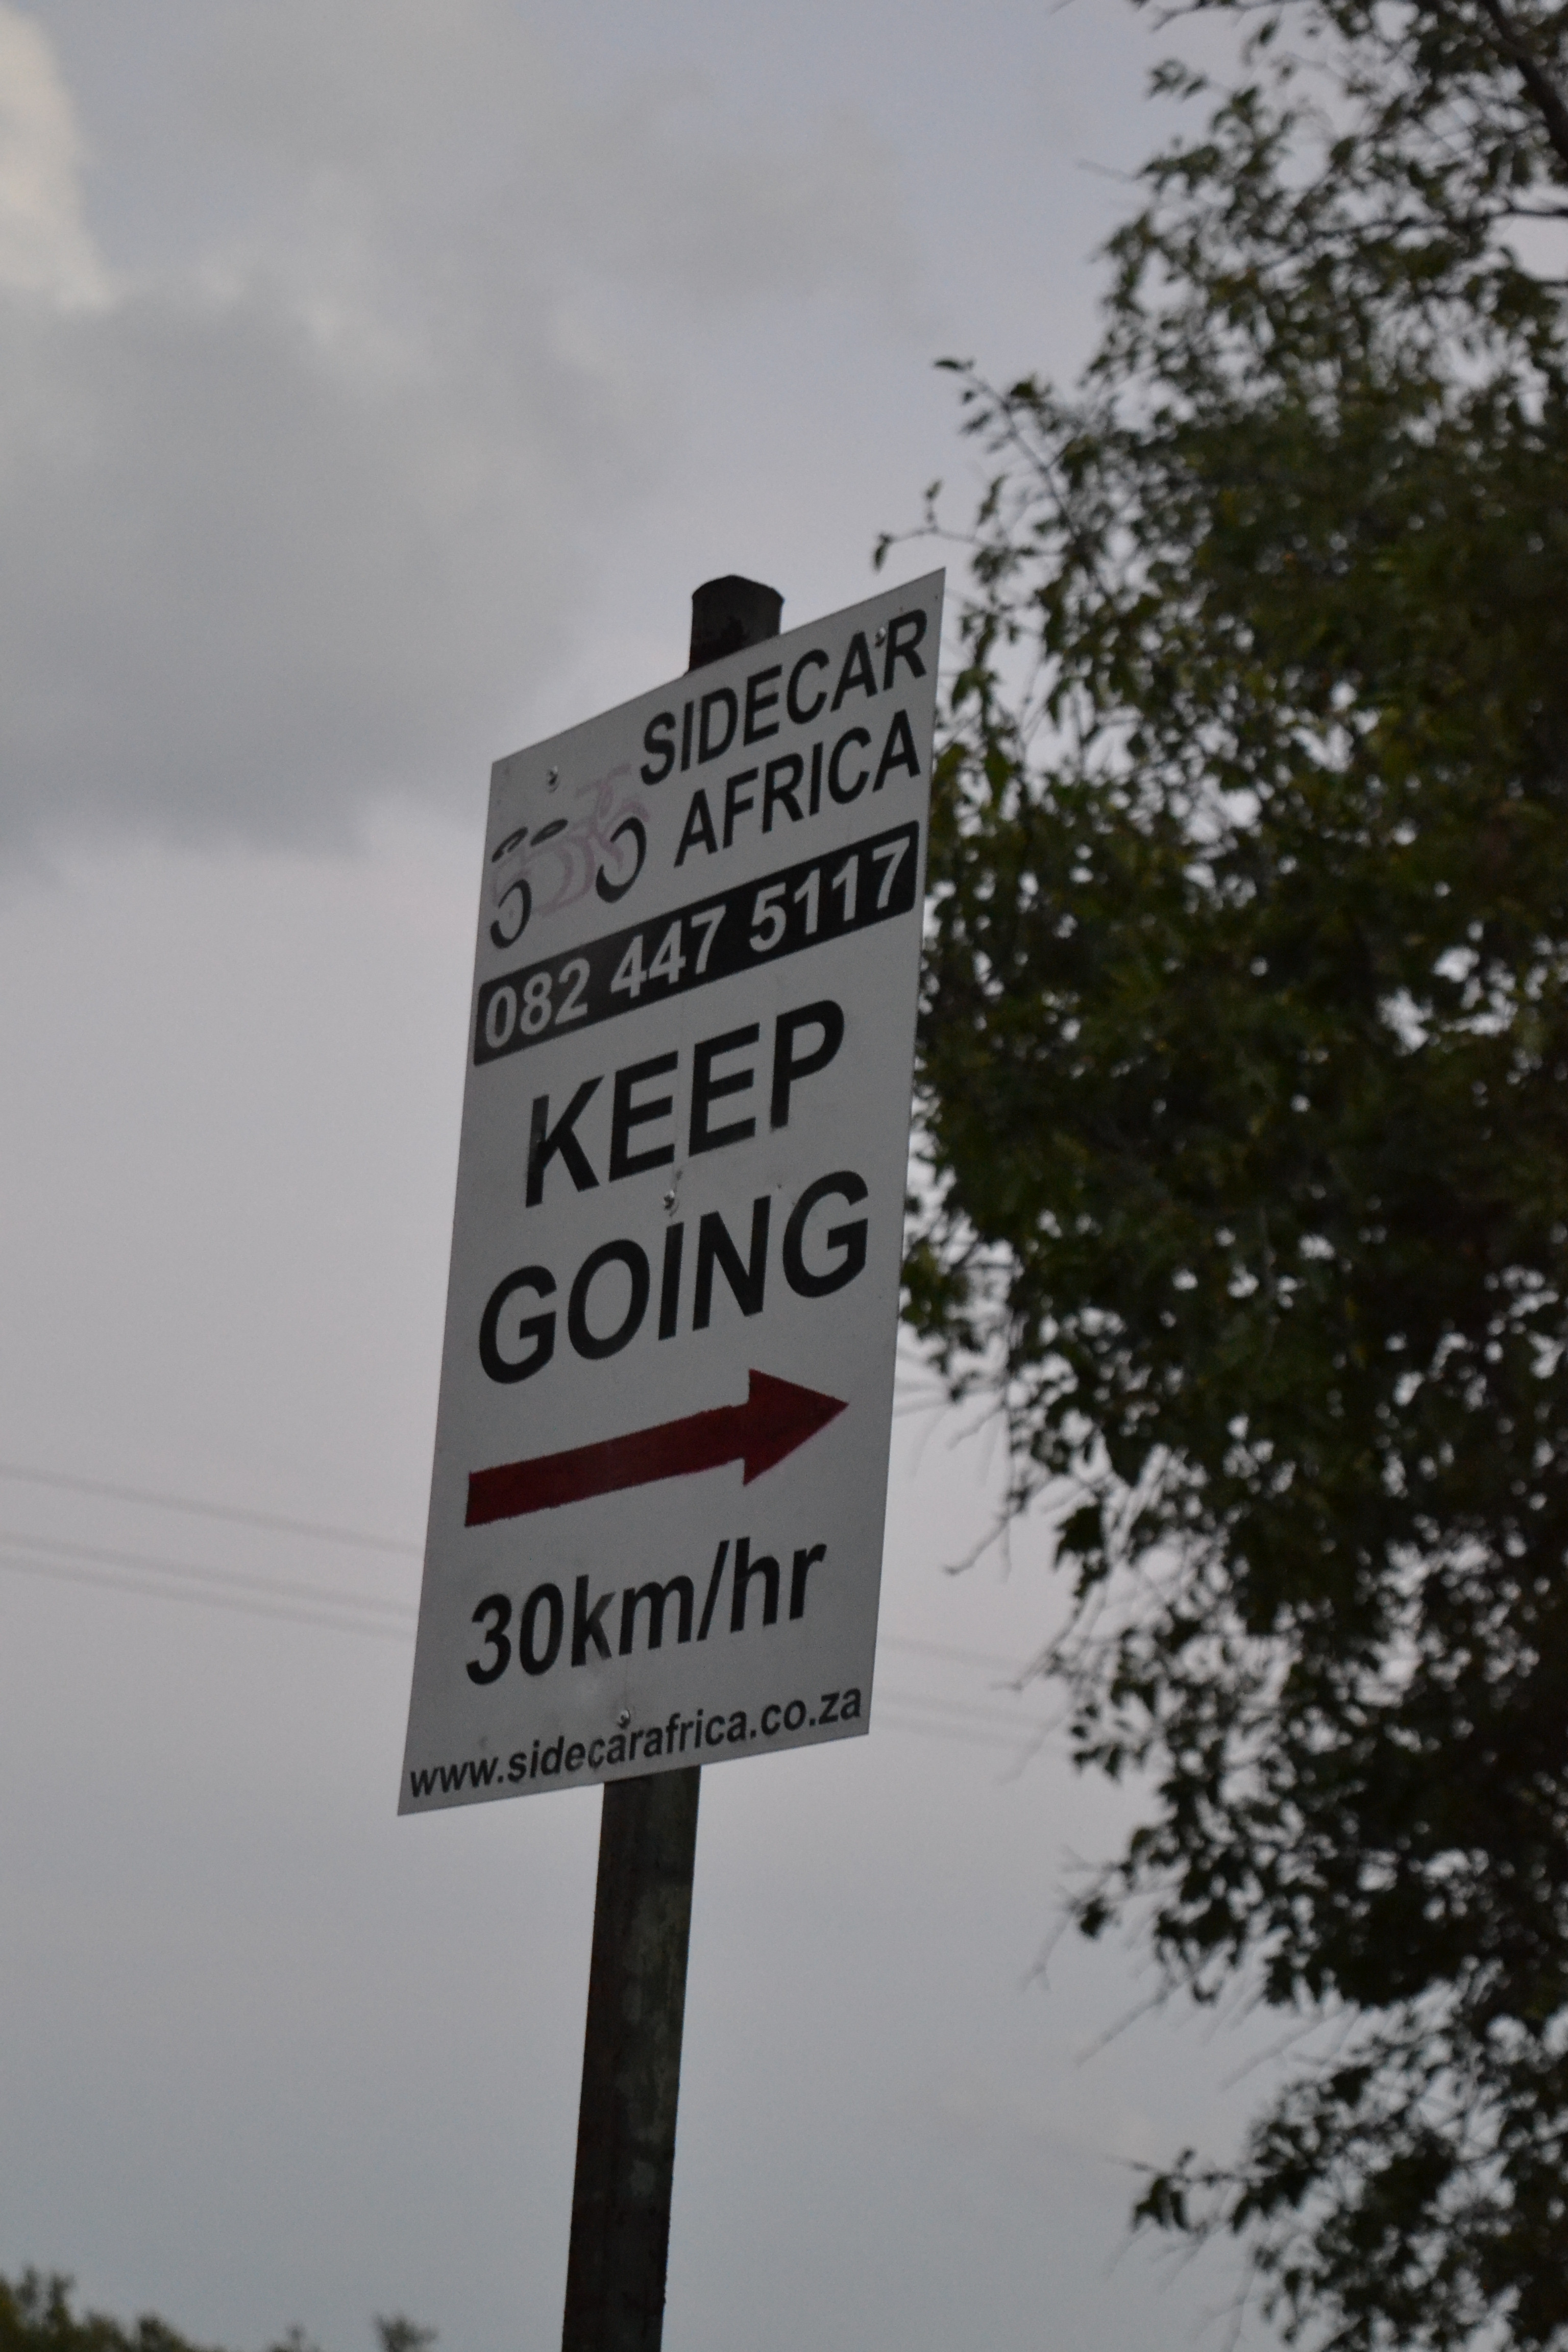 SIDECAR
AFRICA
082 447 5117
KEEP
GOING
30km/hr
www.sidecarafrica.co.za